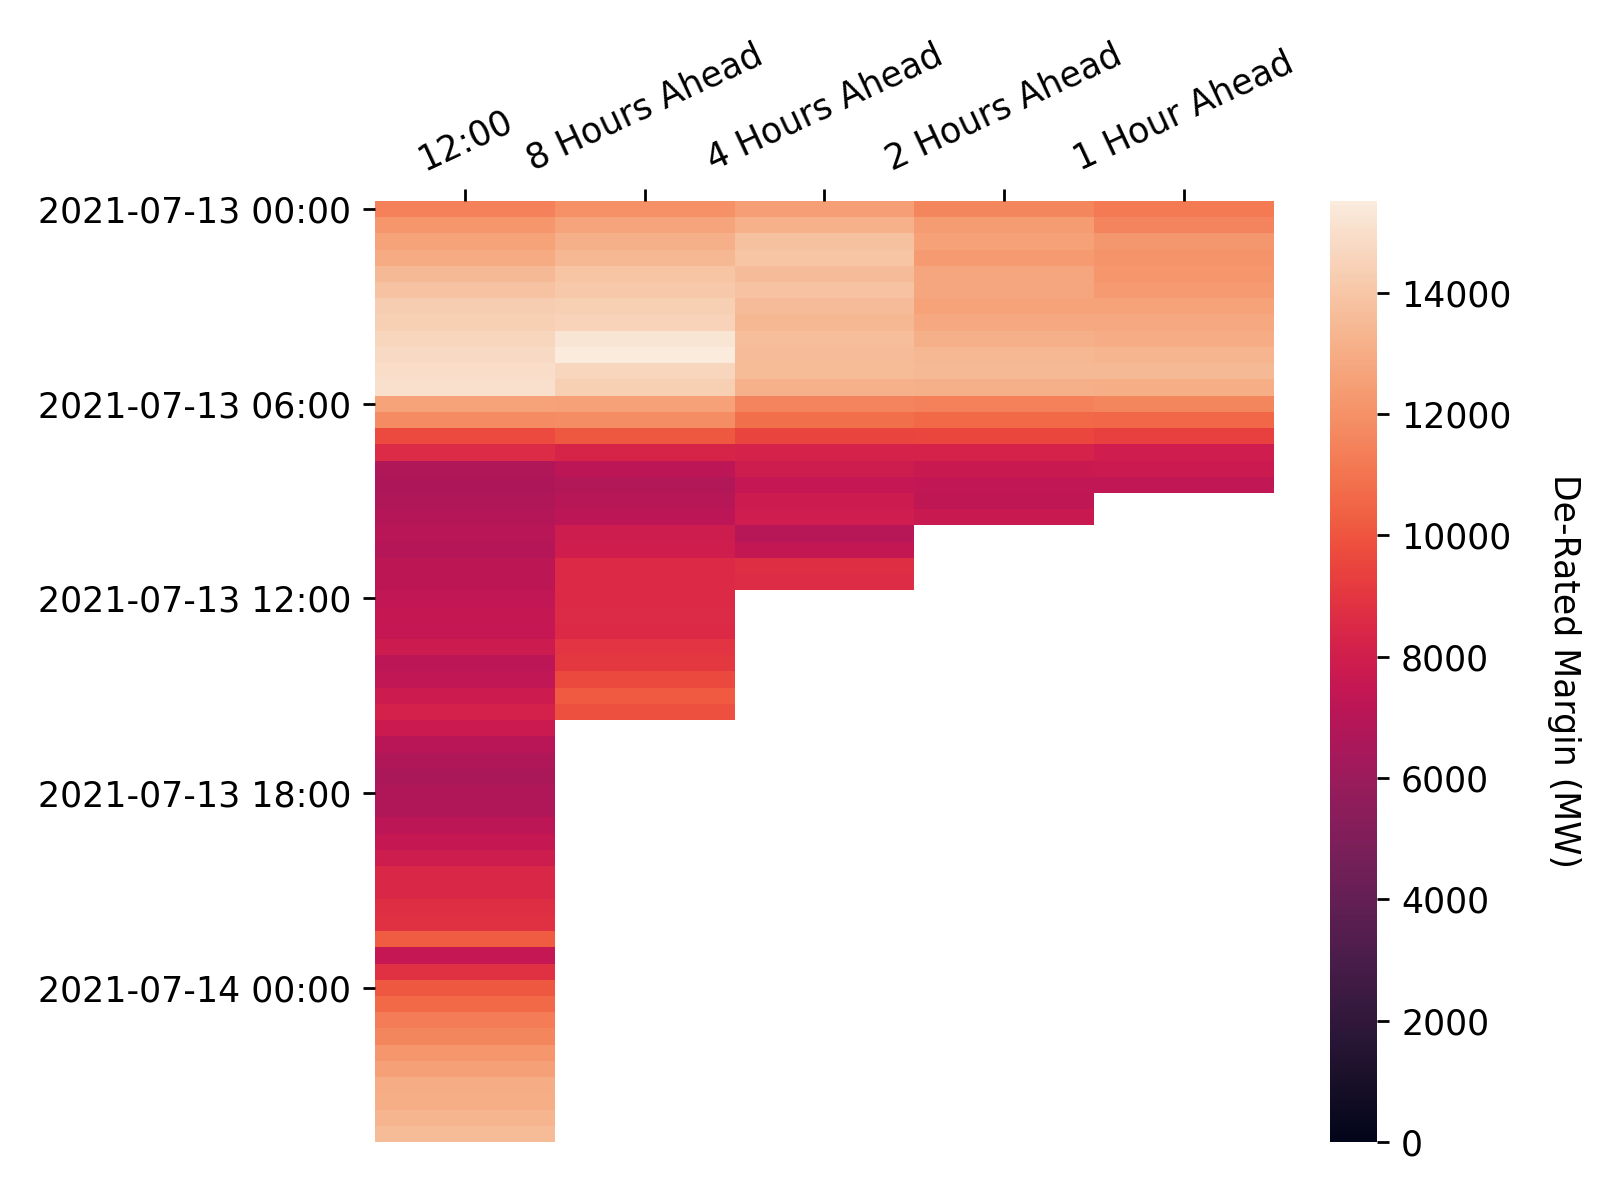 12:00
8 Hours Ahead
4 Hours Ahead
2 Hours Ahead
1 Hour Ahead
2021-07-13 00:00
2021-07-13 06:00
2021-07-13 12:00
2021-07-13 18:00
2021-07-14 00:00
14000
12000
10000
8000
6000
4000
2000
0
De-Rated Margin (MW)